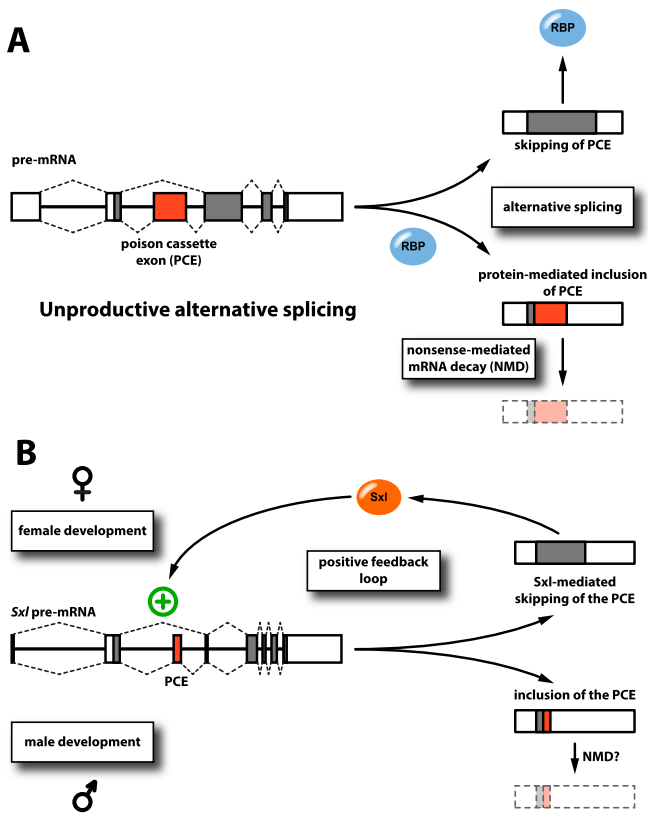 A
RBP
skipping of PCE
pre-mRNA
alternative splicing
poison cassette
exon (PCE)
RBP
protein-mediated inclusion
of PCE
Unproductive alternative splicing
nonsense-mediated
mRNA decay (NMD)
B
♀
female development
Sxl
positive feedback
loop
Sxl-mediated
skipping of the PCE
Sxl pre-mRNA
PCE
inclusion of the PCE
male development
NMD?
♂